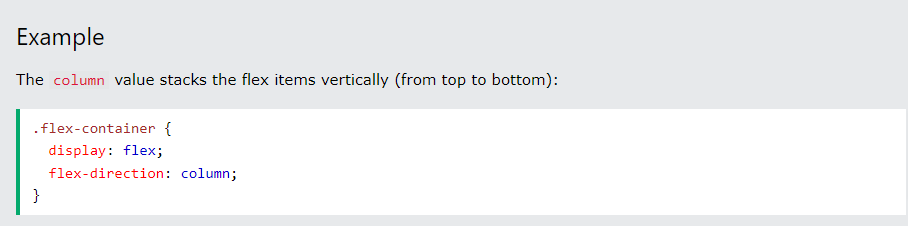 Example
The column value stacks the flex items vertically (from top to bottom):
.flex-container {
  display: flex;
  flex-direction: column;
}